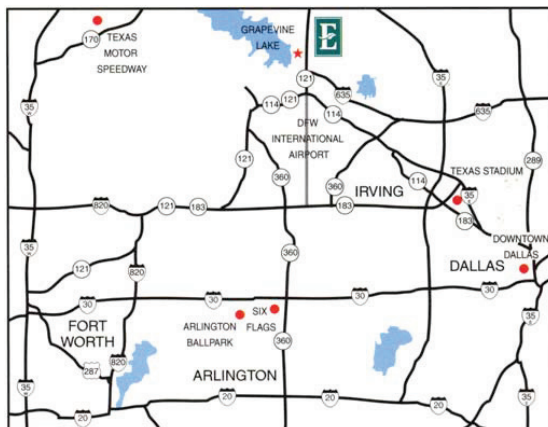 TEXAS
MOTOR
SPEEDWAY
170
GRAPEVINE
LAKE
E
121
35
35
114
121
114
635
635
DFW
INTERNATIONAL
AIRPORT
121
360
360
IRVING
114
TEXAS STADIUM
289
35
183
820
121
183
183
DOWNTOWN
DALLAS
DALLAS
35
121
820
360
30
30
30
30
FORT
WORTH
ARLINGTON
BALLPARK
SIX
FLAGS
360
35
287
820
ARLINGTON
35
20
20
20
20
20
35